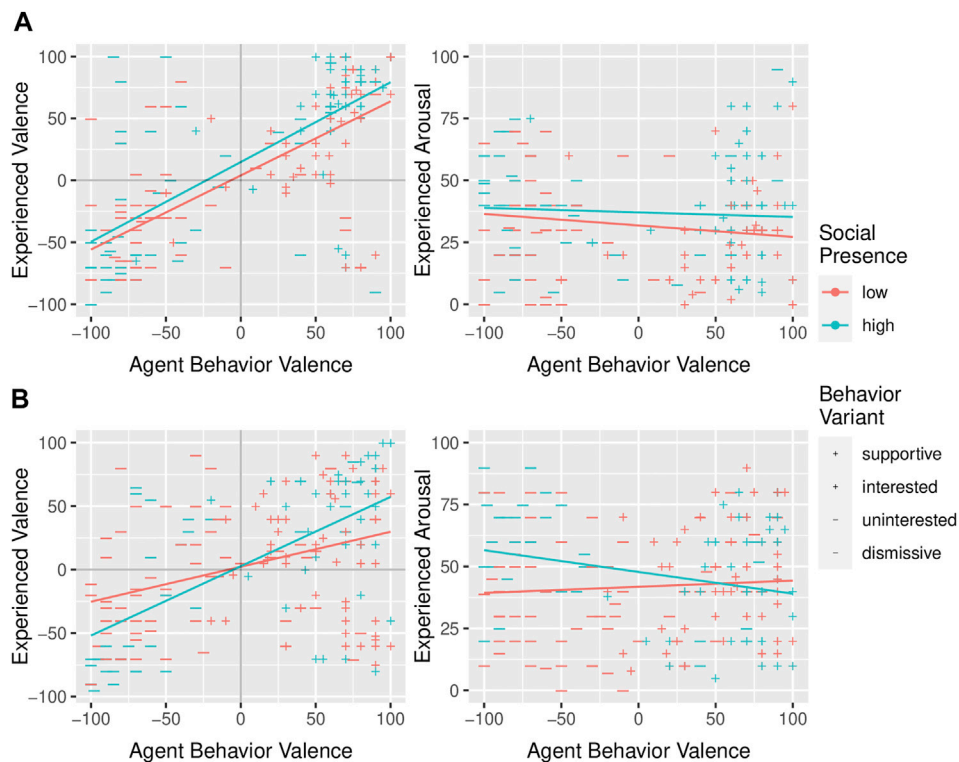 A
Experienced Valence
100
50
0
−50
−100
−100 −50 0 50 100
Agent Behavior Valence
Experienced Arousal
100
75
50
25
0
−100 −50 0 50 100
Agent Behavior Valence
Social
Presence
low
high
B
Experienced Valence
100
50
0
−50
−100
−100 −50 0 50 100
Agent Behavior Valence
Experienced Arousal
100
75
50
25
0
−100 −50 0 50 100
Agent Behavior Valence
Behavior
Variant
+ supportive
+ interested
− uninterested
− dismissive